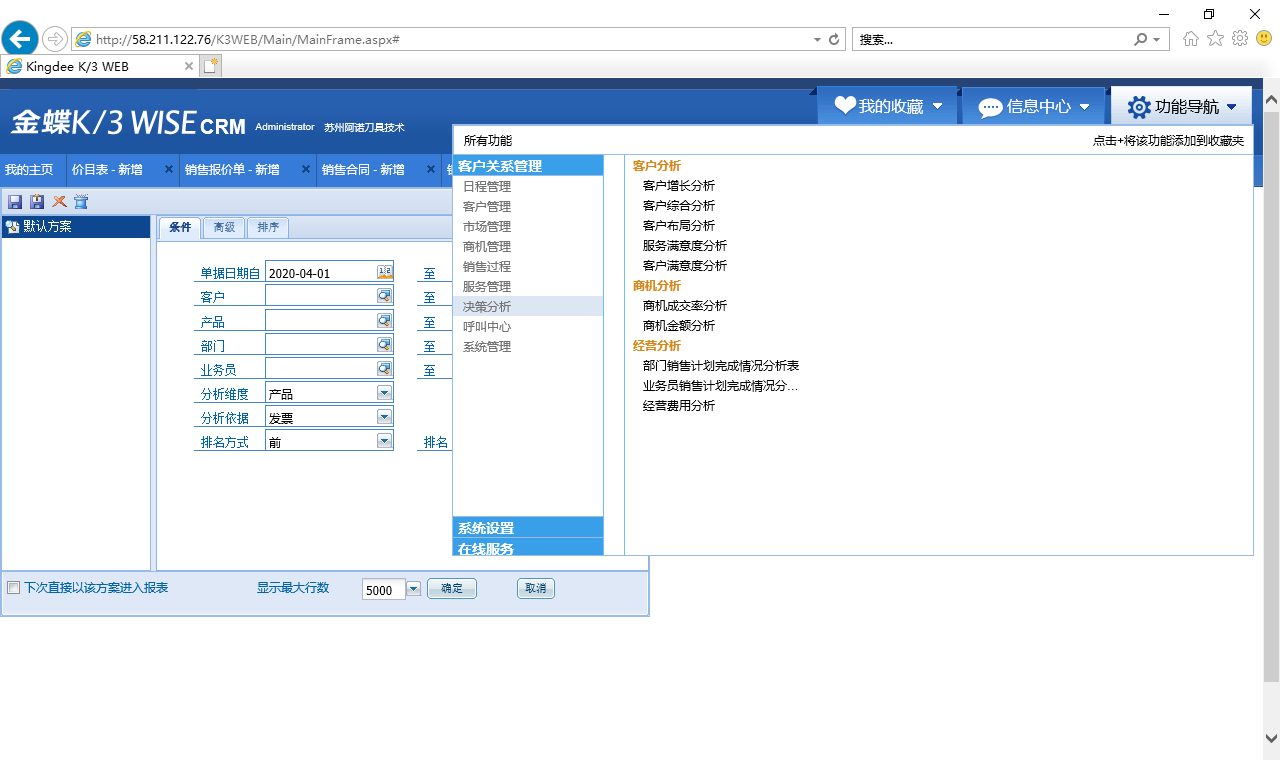 http://58.211.122.76/K3WEB/Main/MainFrame.aspx#
搜索...
Kingdee K/3 WEB
金蝶K/3 WISE CRM Administrator 苏州阿诺刀具技术
我的收藏 信息中心 功能导航
所有功能 点击+将该功能添加到收藏夹
我的主页 价目表 - 新增 销售报价单 - 新增 销售合同 - 新增
默认方案
条件 高级 排序
单据日期自 2020-04-01 至
客户 至
产品 至
部门 至
业务员 至
分析维度 产品
分析依据 发票
排名方式 前 排名
客户关系管理
日程管理
客户管理
市场管理
商机管理
销售过程
服务管理
决策分析
呼叫中心
系统管理
系统设置
在线服务
客户分析
客户增长分析
客户综合分析
客户布局分析
服务满意度分析
客户满意度分析
商机分析
商机成交率分析
商机金额分析
经营分析
部门销售计划完成情况分析表
业务员销售计划完成情况分...
经营费用分析
下次直接以该方案进入报表 显示最大行数 5000 确定 取消